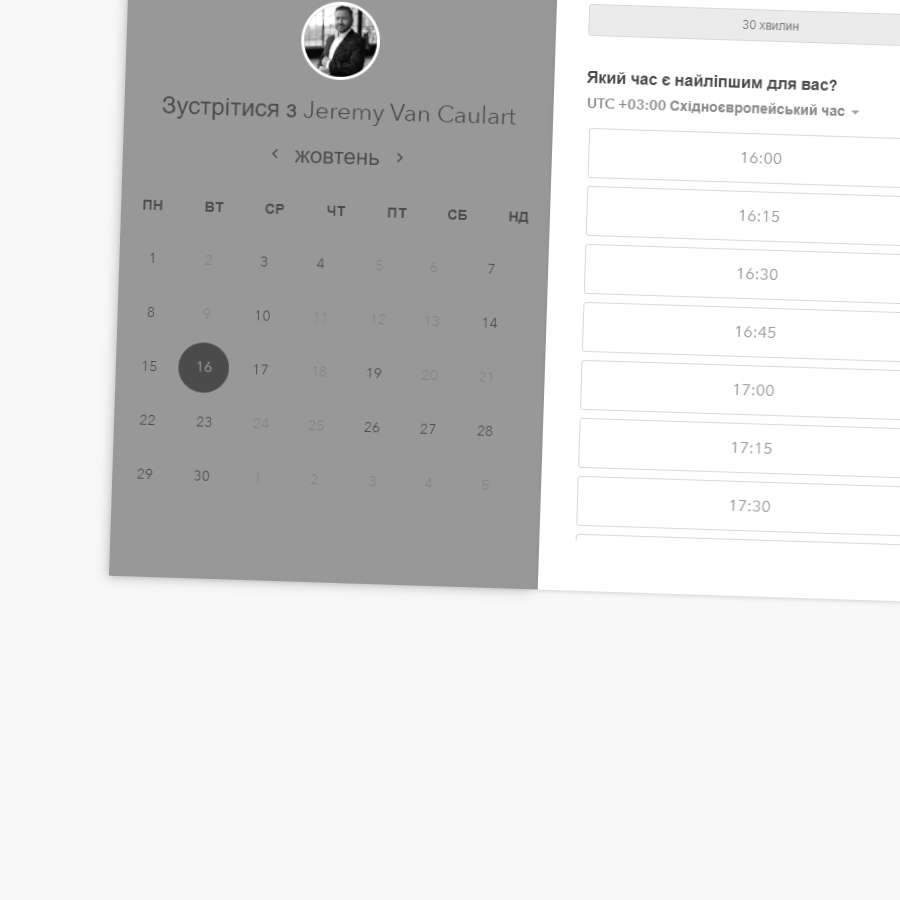 Зустрітися з Jeremy Van Caulart
‹ жовтень ›
ПН ВТ СР ЧТ ПТ СБ НД
1 2 3 4 5 6 7
8 9 10 11 12 13 14
15 16 17 18 19 20 21
22 23 24 25 26 27 28
29 30 1 2 3 4 5
30 хвилин
Який час є найліпшим для вас?
UTC +03:00 Східноєвропейський час
16:00
16:15
16:30
16:45
17:00
17:15
17:30